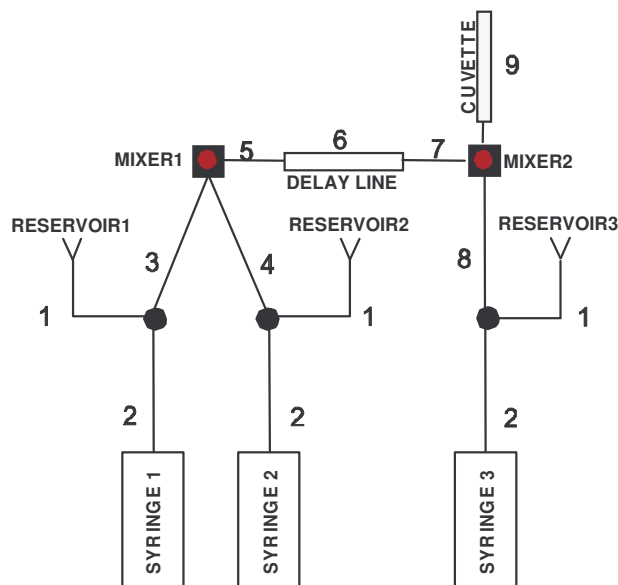 CUVETTE
9
6
5
7
MIXER1
MIXER2
DELAY LINE
RESERVOIR1
RESERVOIR2
RESERVOIR3
3
4
8
1
1
1
2
2
2
SYRINGE 1
SYRINGE 2
SYRINGE 3